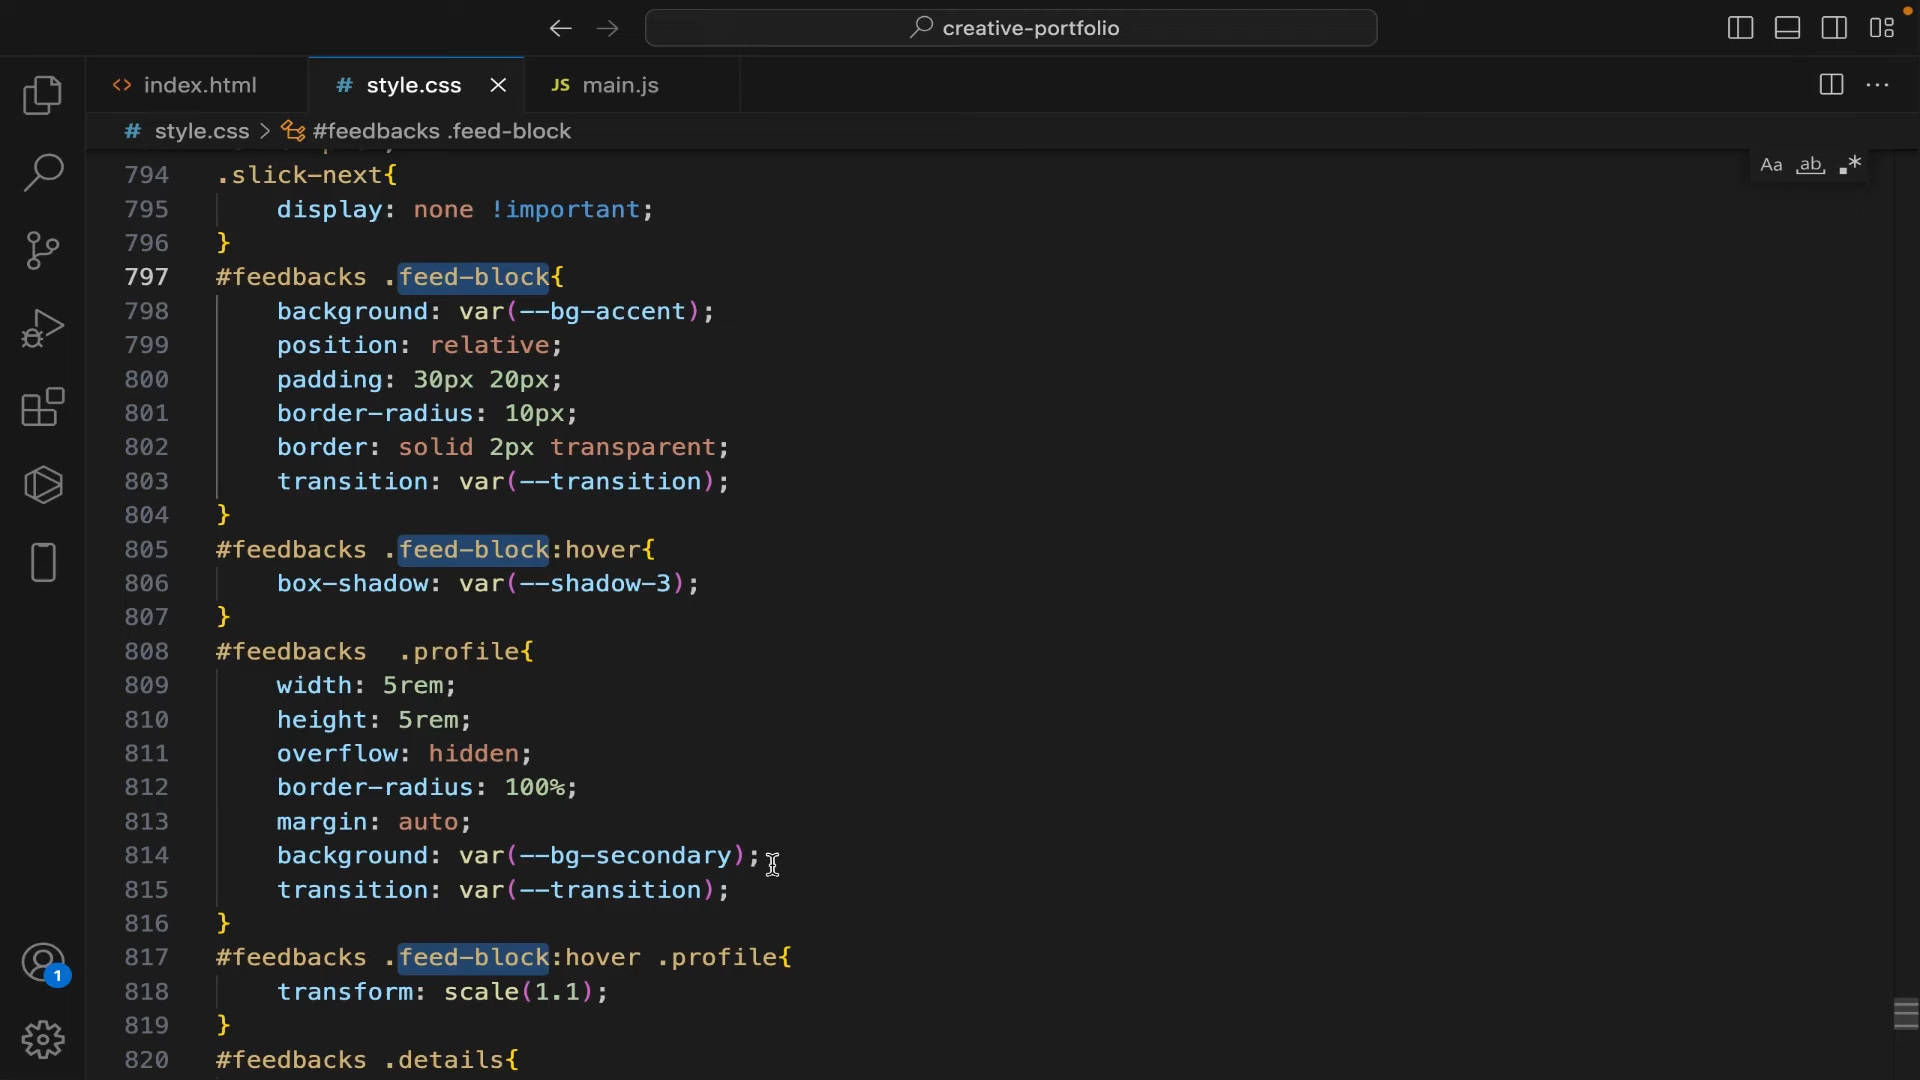 creative-portfolio
<> index.html
# style.css
JS main.js
# style.css > #feedbacks .feed-block
Aa ab .*
794 .slick-next{
795     display: none !important;
796 }
797 #feedbacks .feed-block{
798     background: var(--bg-accent);
799     position: relative;
800     padding: 30px 20px;
801     border-radius: 10px;
802     border: solid 2px transparent;
803     transition: var(--transition);
804 }
805 #feedbacks .feed-block:hover{
806     box-shadow: var(--shadow-3);
807 }
808 #feedbacks  .profile{
809     width: 5rem;
810     height: 5rem;
811     overflow: hidden;
812     border-radius: 100%;
813     margin: auto;
814     background: var(--bg-secondary);
815     transition: var(--transition);
816 }
817 #feedbacks .feed-block:hover .profile{
818     transform: scale(1.1);
819 }
820 #feedbacks .details{
1